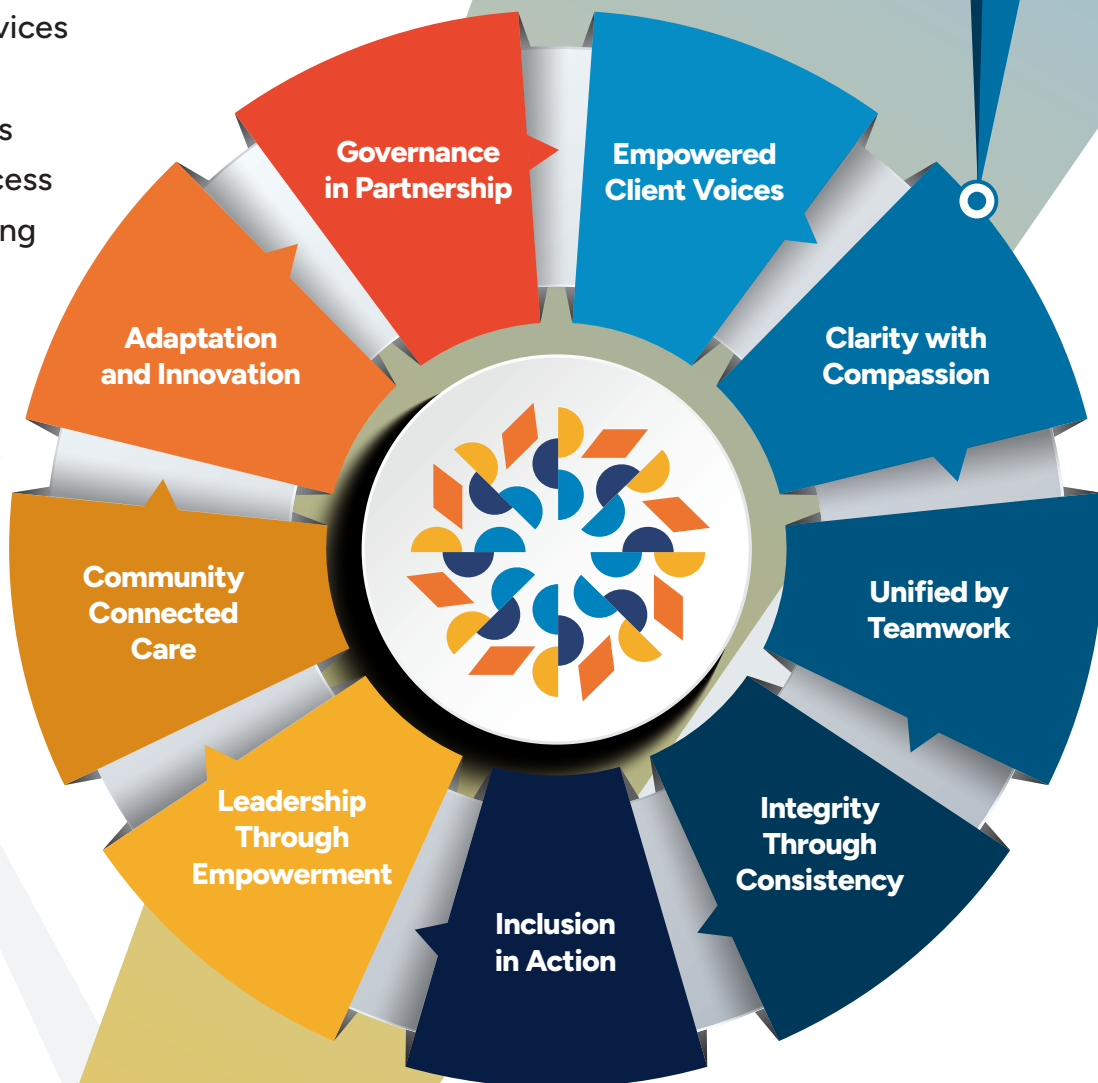 vices
s
cess
ng
Governance
in Partnership
Empowered
Client Voices
Clarity with
Compassion
Unified by
Teamwork
Integrity
Through
Consistency
Inclusion
in Action
Leadership
Through
Empowerment
Community
Connected
Care
Adaptation
and Innovation